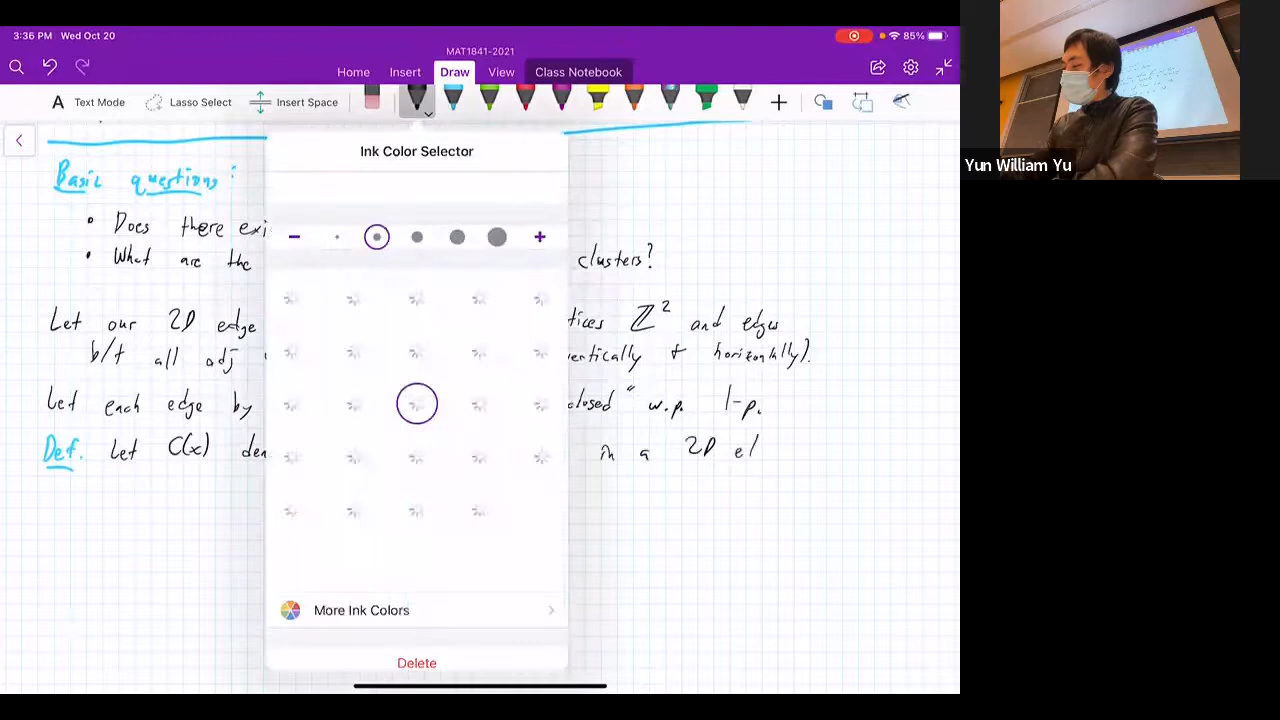 3:36 PM Wed Oct 20
85%
MAT1841-2021
Home Insert Draw View Class Notebook
A Text Mode Lasso Select Insert Space
Ink Color Selector
Basic questions:
• Does there exi
• What are the clusters?
Let our 2D edge tices ℤ² and edges
b/t all adj vertically + horizontally).
Let each edge by closed" w.p. 1-p.
Def. Let C(x) den in a 2D el
More Ink Colors
Delete
Yun William Yu